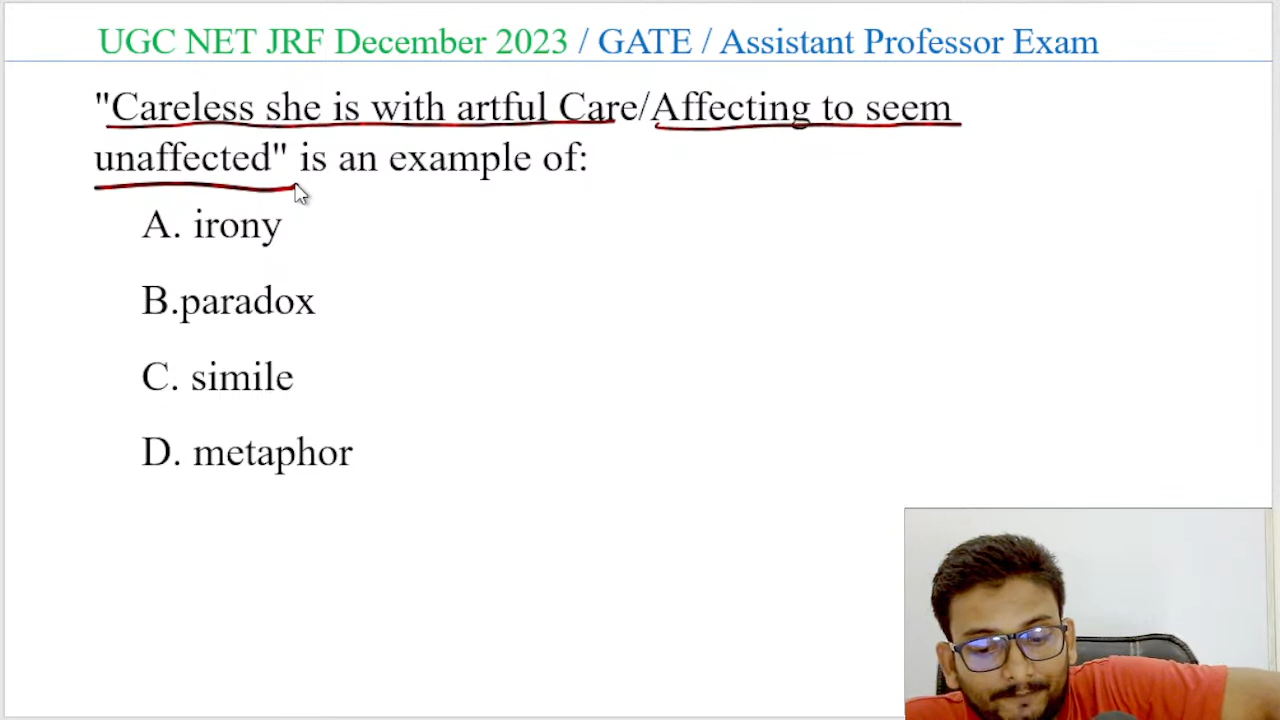 UGC NET JRF December 2023 / GATE / Assistant Professor Exam
"Careless she is with artful Care/Affecting to seem
unaffected" is an example of:
A. irony
B.paradox
C. simile
D. metaphor